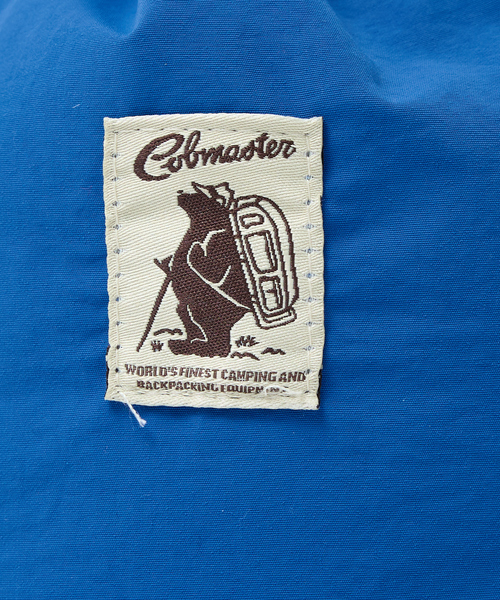 Cobmaster
WORLD'S FINEST CAMPING AND
BACKPACKING